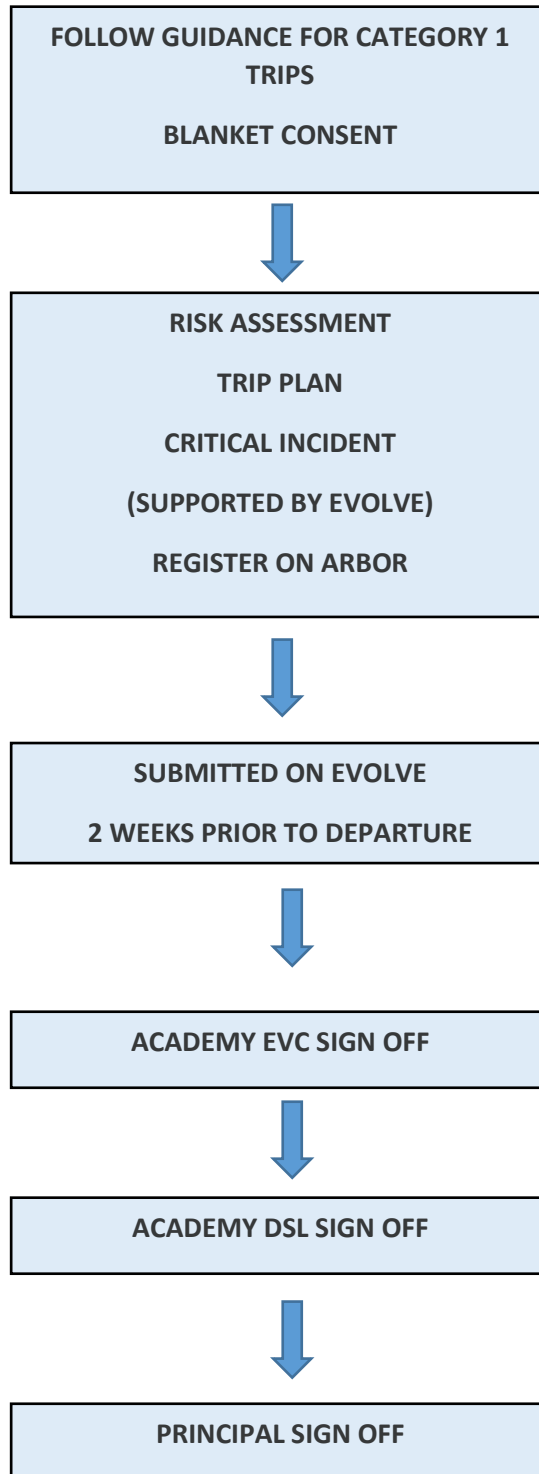 FOLLOW GUIDANCE FOR CATEGORY 1
TRIPS
BLANKET CONSENT
RISK ASSESSMENT
TRIP PLAN
CRITICAL INCIDENT
(SUPPORTED BY EVOLVE)
REGISTER ON ARBOR
SUBMITTED ON EVOLVE
2 WEEKS PRIOR TO DEPARTURE
ACADEMY EVC SIGN OFF
ACADEMY DSL SIGN OFF
PRINCIPAL SIGN OFF